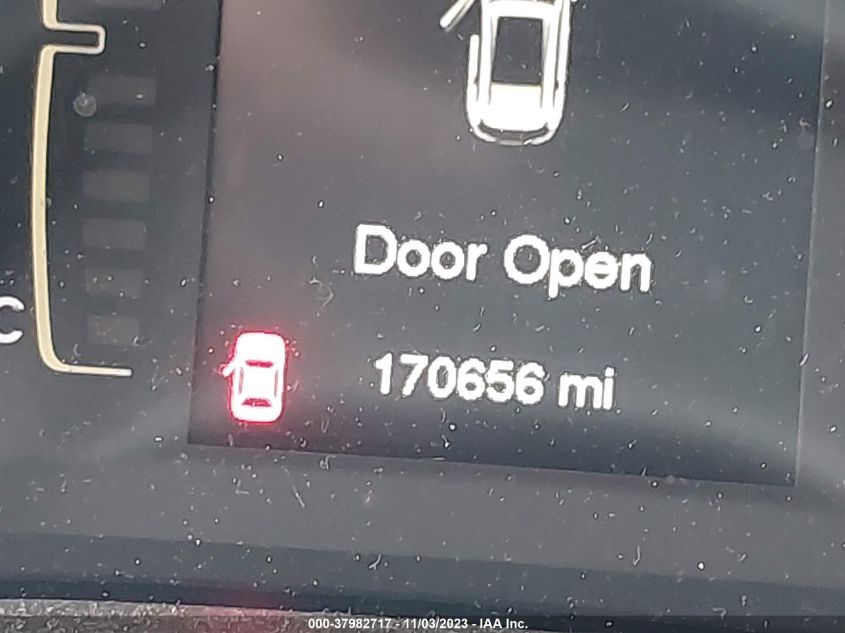 Door Open
C
170656 mi
000-37982717 - 11/03/2023 - IAA Inc.